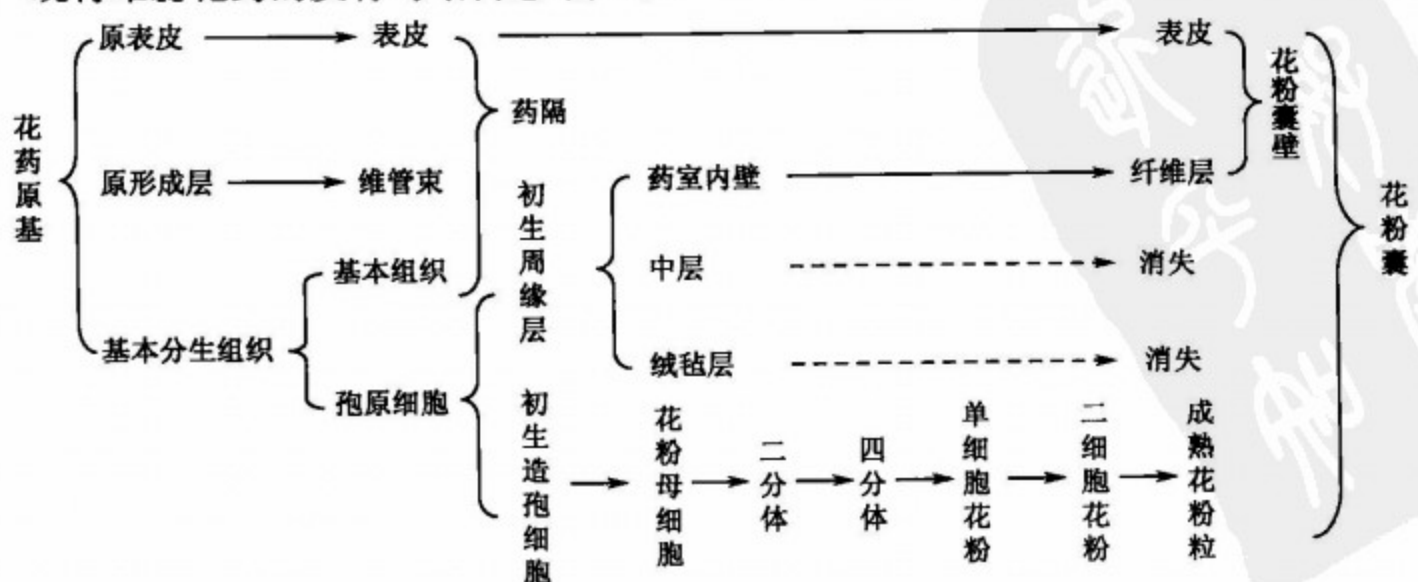 花药原基
原表皮
表皮
表皮
原形成层
维管束
药隔
基本分生组织
基本组织
孢原细胞
初生周缘层
药室内壁
纤维层
中层
消失
绒毡层
消失
初生造孢细胞
花粉母细胞
二分体
四分体
单细胞花粉
二细胞花粉
成熟花粉粒
花粉囊壁
花粉囊